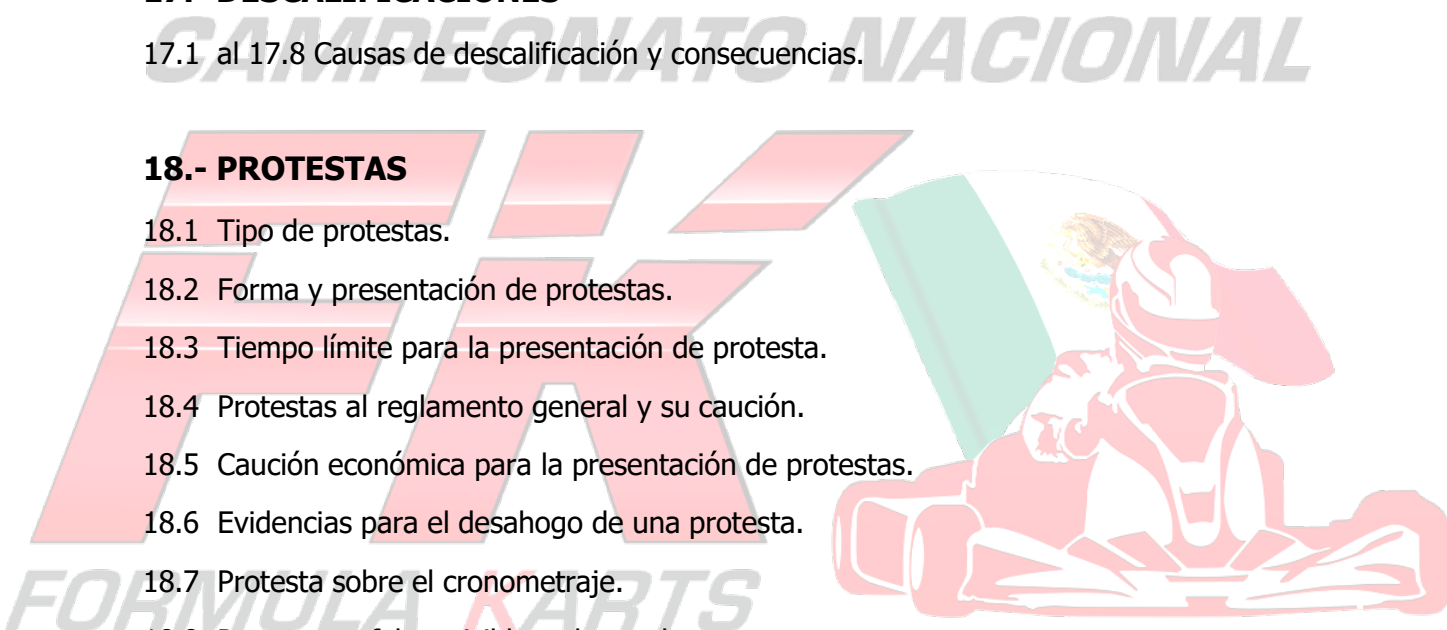 17.- DESCALIFICACIONES
CAMPEONATO NACIONAL
17.1 al 17.8 Causas de descalificación y consecuencias.
18.- PROTESTAS
18.1 Tipo de protestas.
18.2 Forma y presentación de protestas.
18.3 Tiempo límite para la presentación de protesta.
18.4 Protestas al reglamento general y su caución.
18.5 Caución económica para la presentación de protestas.
18.6 Evidencias para el desahogo de una protesta.
18.7 Protesta sobre el cronometraje.
FK
FORMULA KARTS